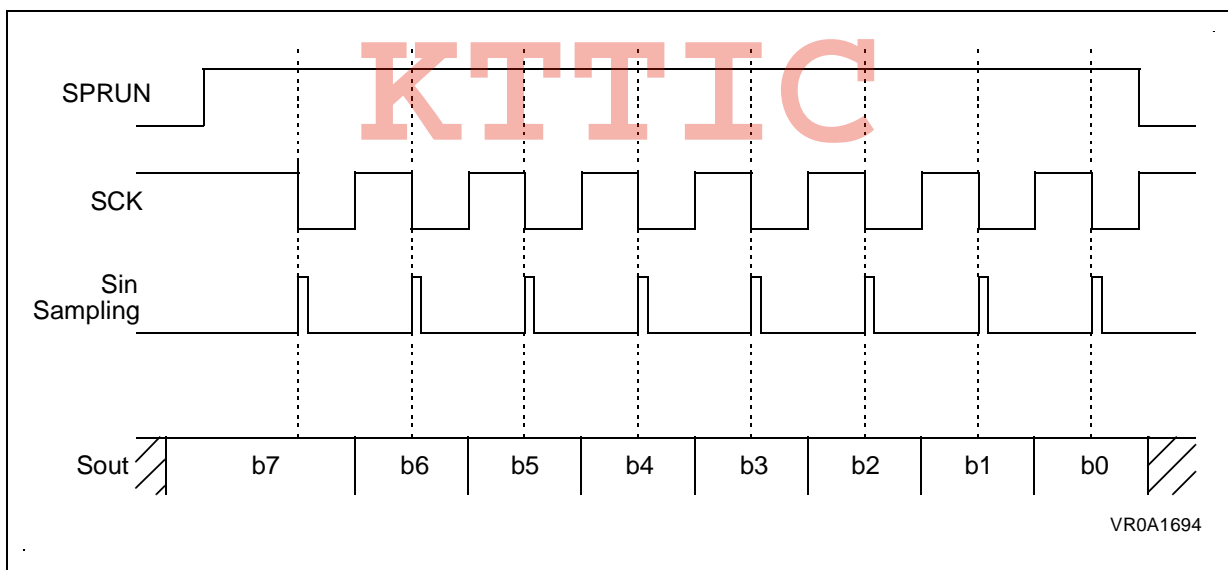 KTTIC
SPRUN
SCK
Sin
Sampling
Sout b7 b6 b5 b4 b3 b2 b1 b0
VR0A1694